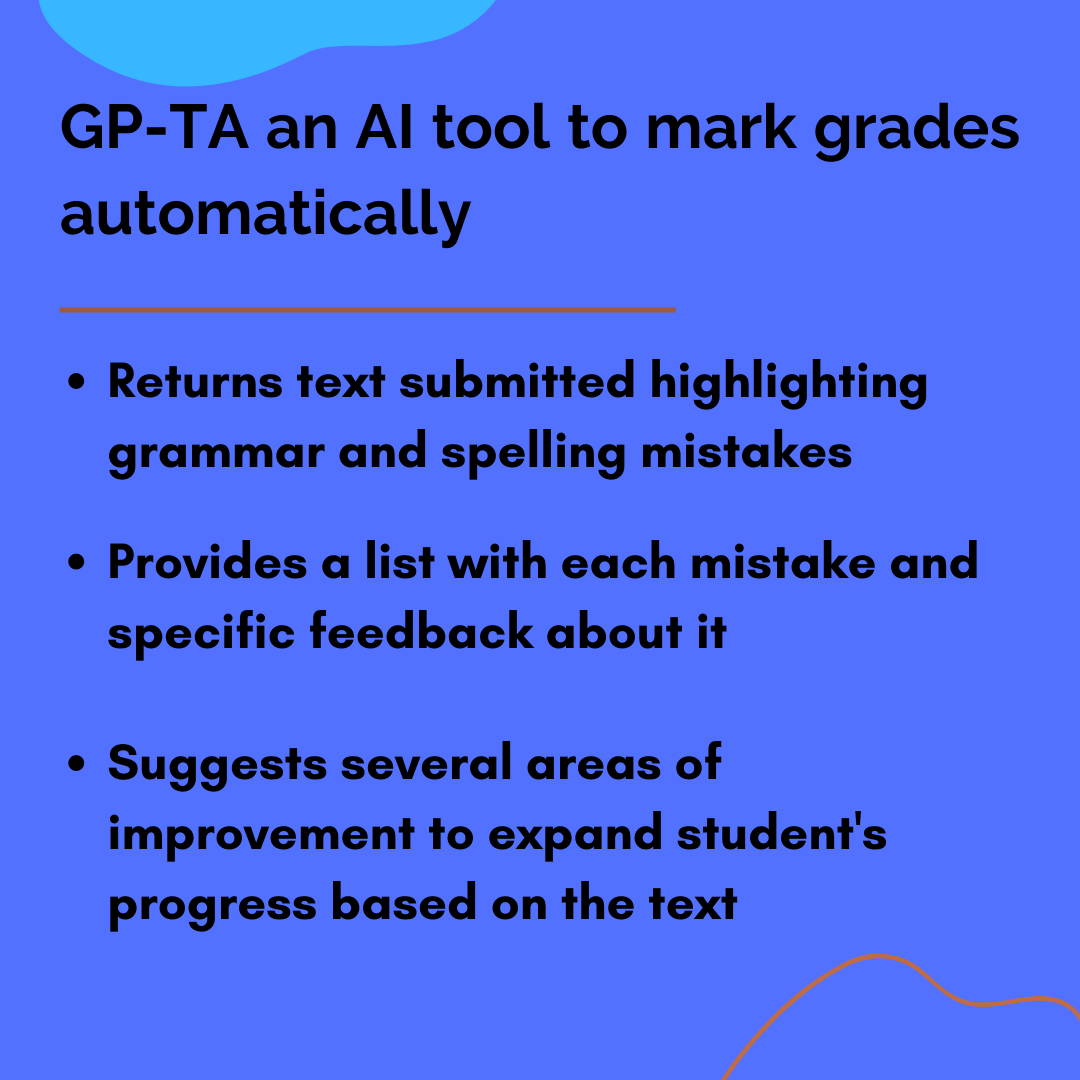 GP-TA an AI tool to mark grades
automatically
• Returns text submitted highlighting
grammar and spelling mistakes
• Provides a list with each mistake and
specific feedback about it
• Suggests several areas of
improvement to expand student's
progress based on the text